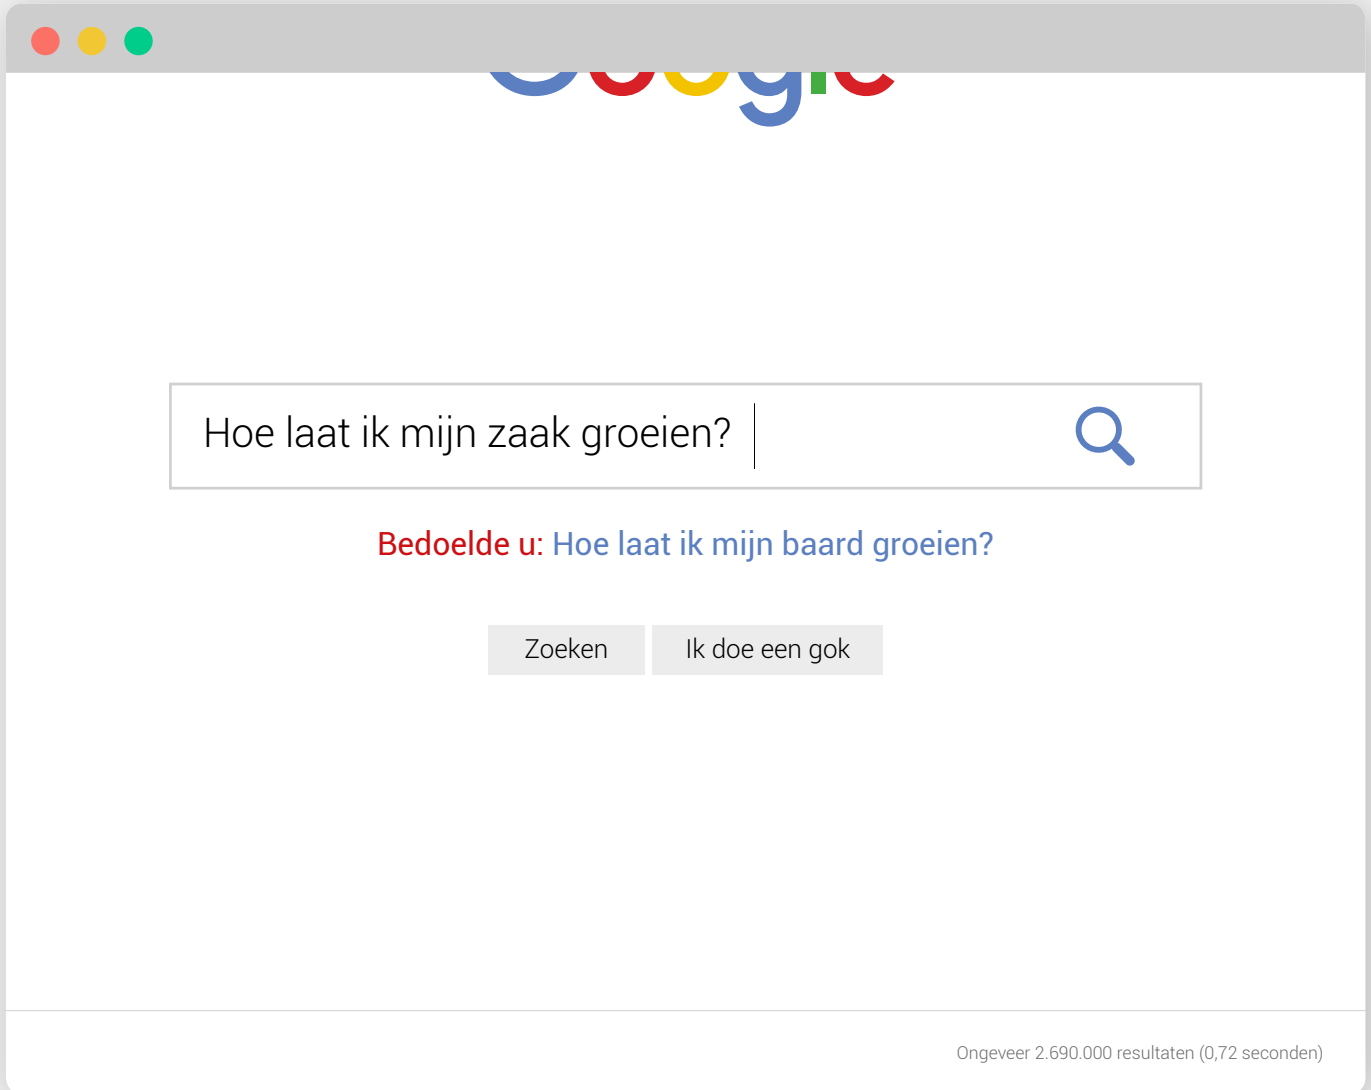 Google
Hoe laat ik mijn zaak groeien?
Bedoelde u: Hoe laat ik mijn baard groeien?
Zoeken Ik doe een gok
Ongeveer 2.690.000 resultaten (0,72 seconden)